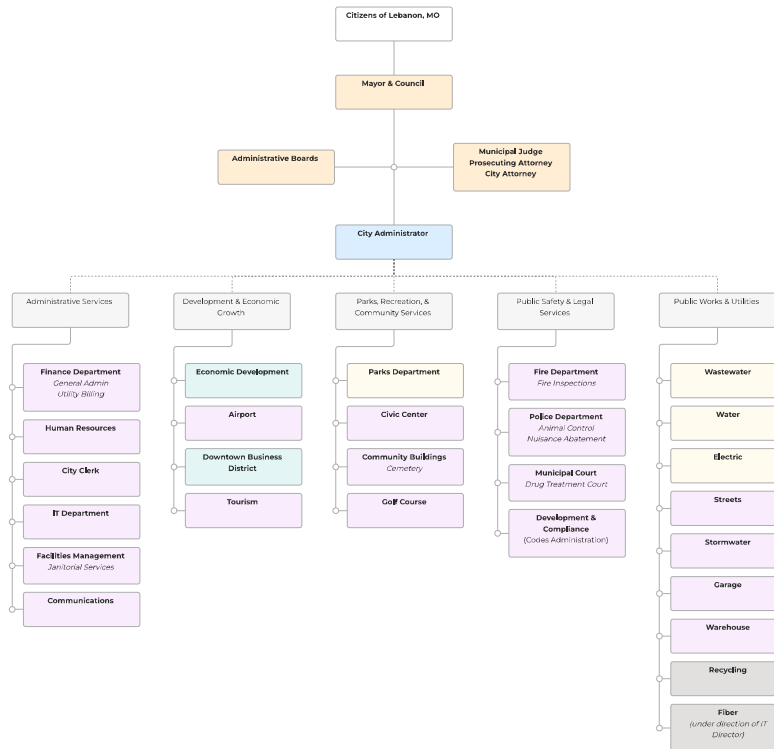 Citizens of Lebanon, MO
Mayor & Council
Administrative Boards
Municipal Judge
Prosecuting Attorney
City Attorney
City Administrator
Administrative Services
Finance Department
General Admin
Utility Billing
Human Resources
City Clerk
IT Department
Facilities Management
Janitorial Services
Communications
Development & Economic
Growth
Economic Development
Airport
Downtown Business
District
Tourism
Parks, Recreation, &
Community Services
Parks Department
Civic Center
Community Buildings
Cemetery
Golf Course
Public Safety & Legal
Services
Fire Department
Fire Inspections
Police Department
Animal Control
Nuisance Abatement
Municipal Court
Drug Treatment Court
Development &
Compliance
(Codes Administration)
Public Works & Utilities
Wastewater
Water
Electric
Streets
Stormwater
Garage
Warehouse
Recycling
Fiber
(under direction of IT
Director)